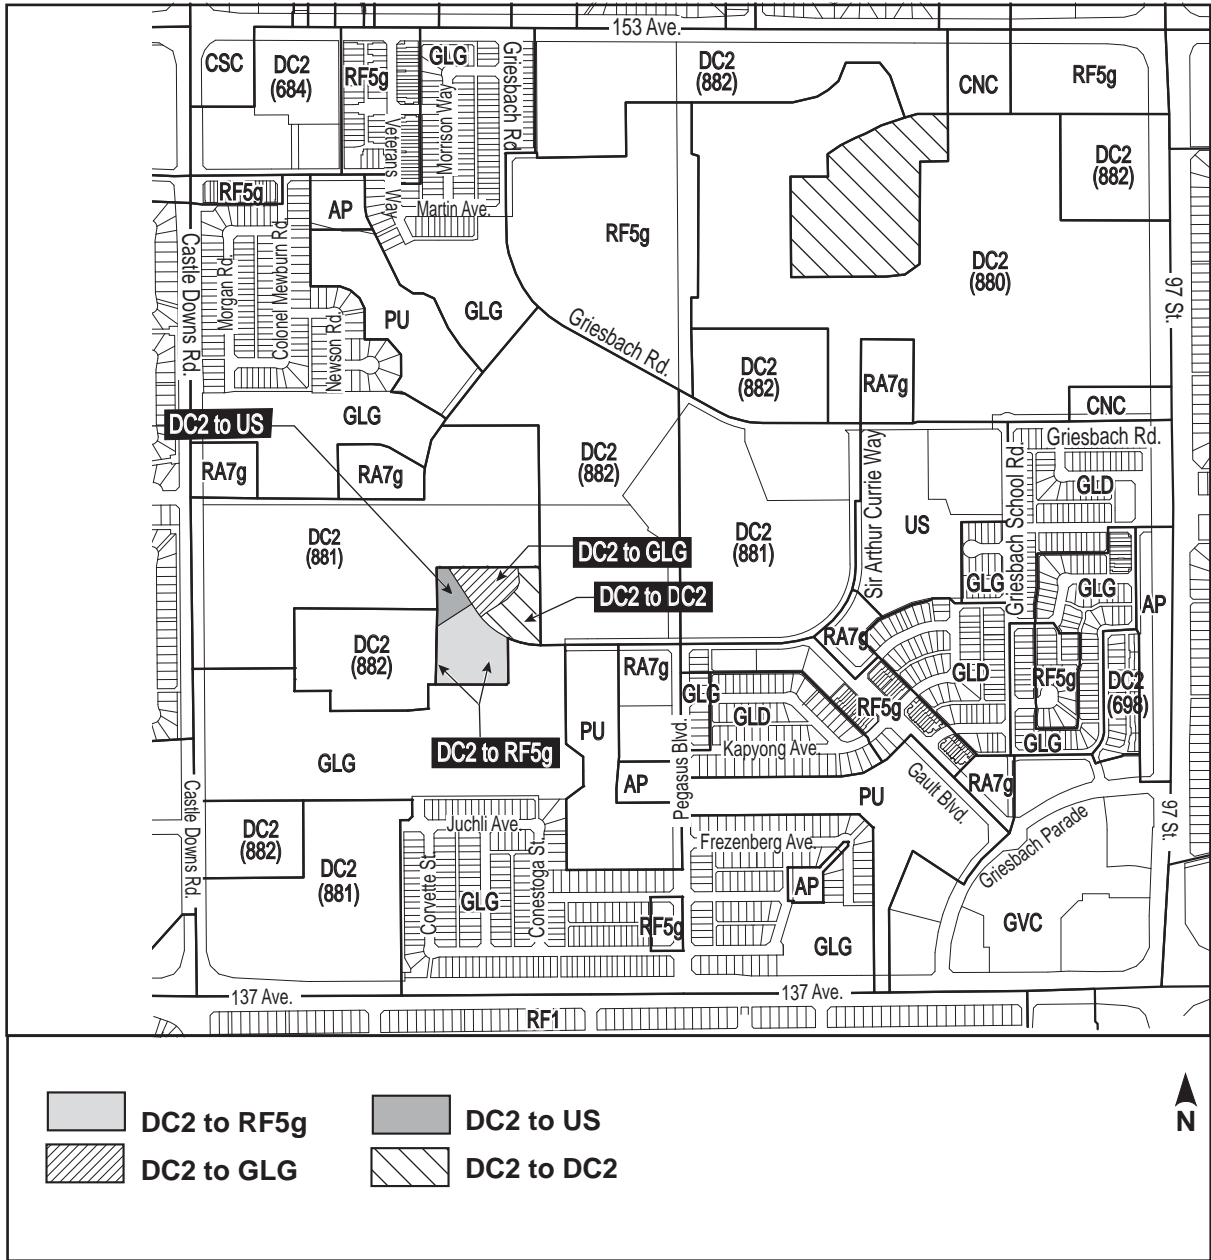 153 Ave.
CSC
DC2
(684)
RF5g
GLG
Griesbach Rd
DC2
(882)
CNC
RF5g
Veterans Way
Morrison Way
DC2
(882)
RF5g
AP
Martin Ave.
RF5g
Castle Downs Rd.
Morgan Rd.
Colonel Mewburn Rd.
DC2
(880)
97 St.
PU
GLG
Newson Rd.
Griesbach Rd.
DC2
(882)
RA7g
CNC
GLG
DC2 to US
Griesbach Rd.
RA7g
RA7g
DC2
(882)
Sir Arthur Currie Way
Griesbach School Rd.
GLD
US
DC2
(881)
DC2 to GLG
DC2
(881)
GLG
GLG
DC2 to DC2
AP
DC2
(882)
RA7g
RA7g
GLD
RF5g
DC2
(698)
GLG
GLD
RF5g
PU
DC2 to RF5g
Kapyong Ave.
GLG
GLG
AP
Pegasus Blvd.
PU
Gault Blvd.
RA7g
Castle Downs Rd.
97 St.
DC2
(882)
Juchli Ave.
Frezenberg Ave.
Griesbach Parade
DC2
(881)
Corvette St.
GLG
Conestoga St.
AP
RF5g
GVC
GLG
137 Ave.
137 Ave.
RF1
DC2 to RF5g
DC2 to US
DC2 to GLG
DC2 to DC2
N